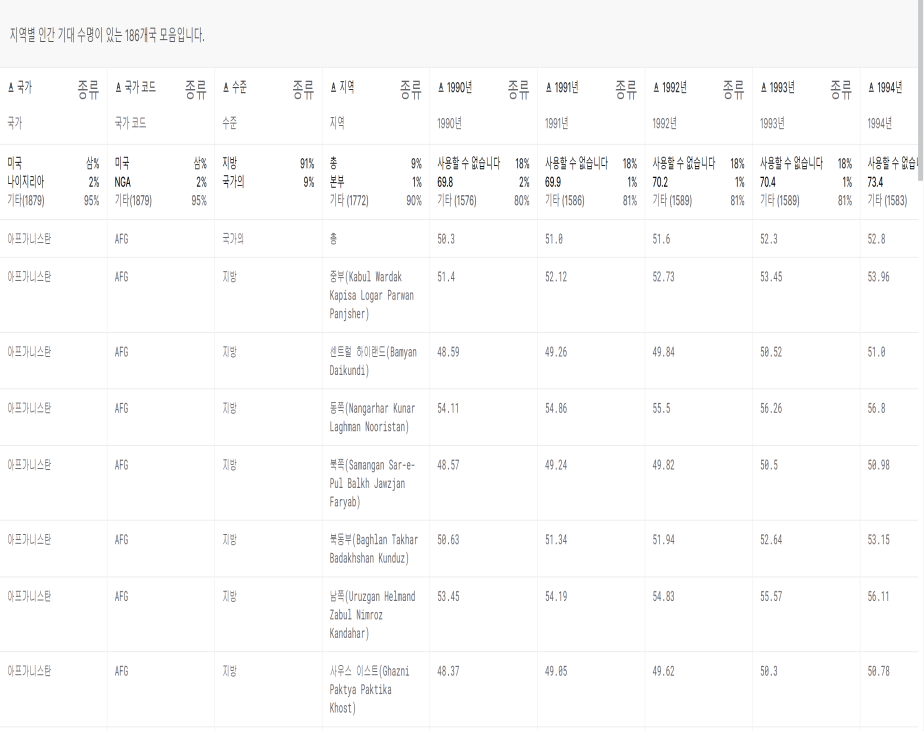 지역별 인간 기대 수명이 있는 186개국 모음입니다.
국가 종류 국가 코드 종류 수준 종류 지역 종류 1990년 종류 1991년 종류 1992년 종류 1993년 종류 1994년
국가 국가 코드 수준 지역 1990년 1991년 1992년 1993년 1994년
미국 삼% 미국 삼% 지방 91% 총 9% 사용할 수 없습니다 18% 사용할 수 없습니다 18% 사용할 수 없습니다 18% 사용할 수 없습니다 18% 사용할 수 없습
나이지리아 2% NGA 2% 국가의 9% 본부 1% 69.8 2% 69.9 1% 70.2 1% 70.4 1% 73.4
기타(1879) 95% 기타(1879) 95% 기타 (1772) 90% 기타 (1576) 80% 기타 (1586) 81% 기타 (1589) 81% 기타 (1589) 81% 기타 (1583)
아프가니스탄 AFG 국가의 총 50.3 51.0 51.6 52.3 52.8
아프가니스탄 AFG 지방 중부(Kabul Wardak 51.4 52.12 52.73 53.45 53.96
Kapisa Logar Parwan
Panjsher)
아프가니스탄 AFG 지방 센트럴 하이랜드(Bamyan 48.59 49.26 49.84 50.52 51.0
Daikundi)
아프가니스탄 AFG 지방 동쪽(Nangarhar Kunar 54.11 54.86 55.5 56.26 56.8
Laghman Nooristan)
아프가니스탄 AFG 지방 북쪽(Samangan Sar-e- 48.57 49.24 49.82 50.5 50.98
Pul Balkh Jawzjan
Faryab)
아프가니스탄 AFG 지방 북동부(Baghlan Takhar 50.63 51.34 51.94 52.64 53.15
Badakhshan Kunduz)
아프가니스탄 AFG 지방 남쪽(Uruzgan Helmand 53.45 54.19 54.83 55.57 56.11
Zabul Nimroz
Kandahar)
아프가니스탄 AFG 지방 사우스 이스트(Ghazni 48.37 49.05 49.62 50.3 50.78
Paktya Paktika
Khost)